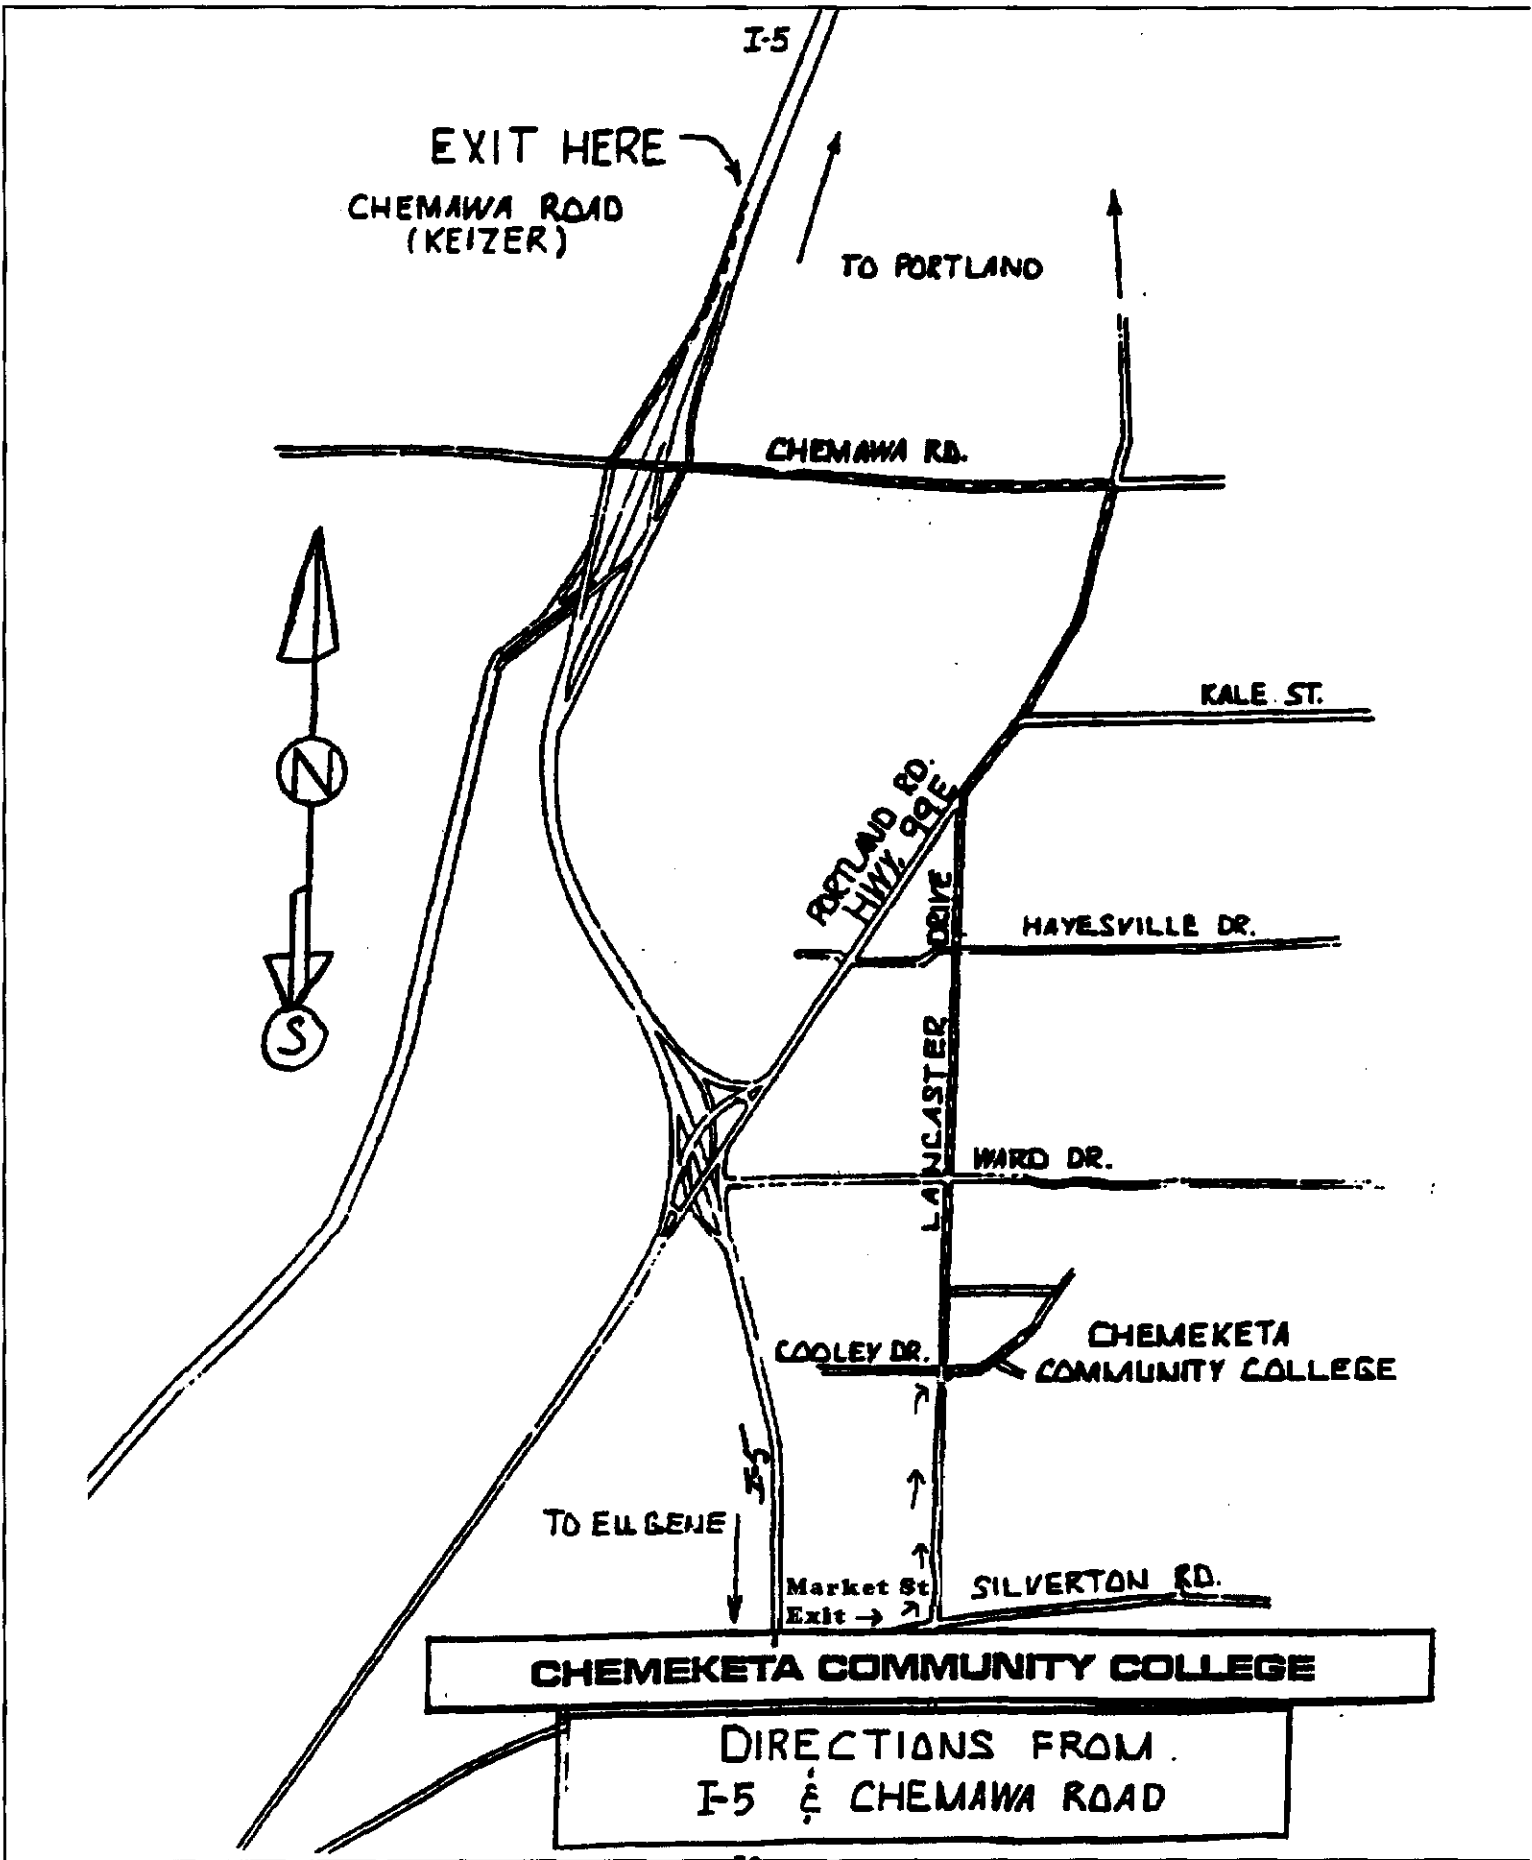 I-5
EXIT HERE
CHEMAWA ROAD
(KEIZER)
TO PORTLAND
CHEMAWA RD.
N
S
KALE ST.
PORTLAND RD.
HWY. 99E
HAYESVILLE DR.
LANCASTER DRIVE
WARD DR.
COOLEY DR.
CHEMEKETA
COMMUNITY COLLEGE
I-5
TO EUGENE
Market St
Exit →
SILVERTON RD.
CHEMEKETA COMMUNITY COLLEGE
DIRECTIONS FROM
I-5 & CHEMAWA ROAD